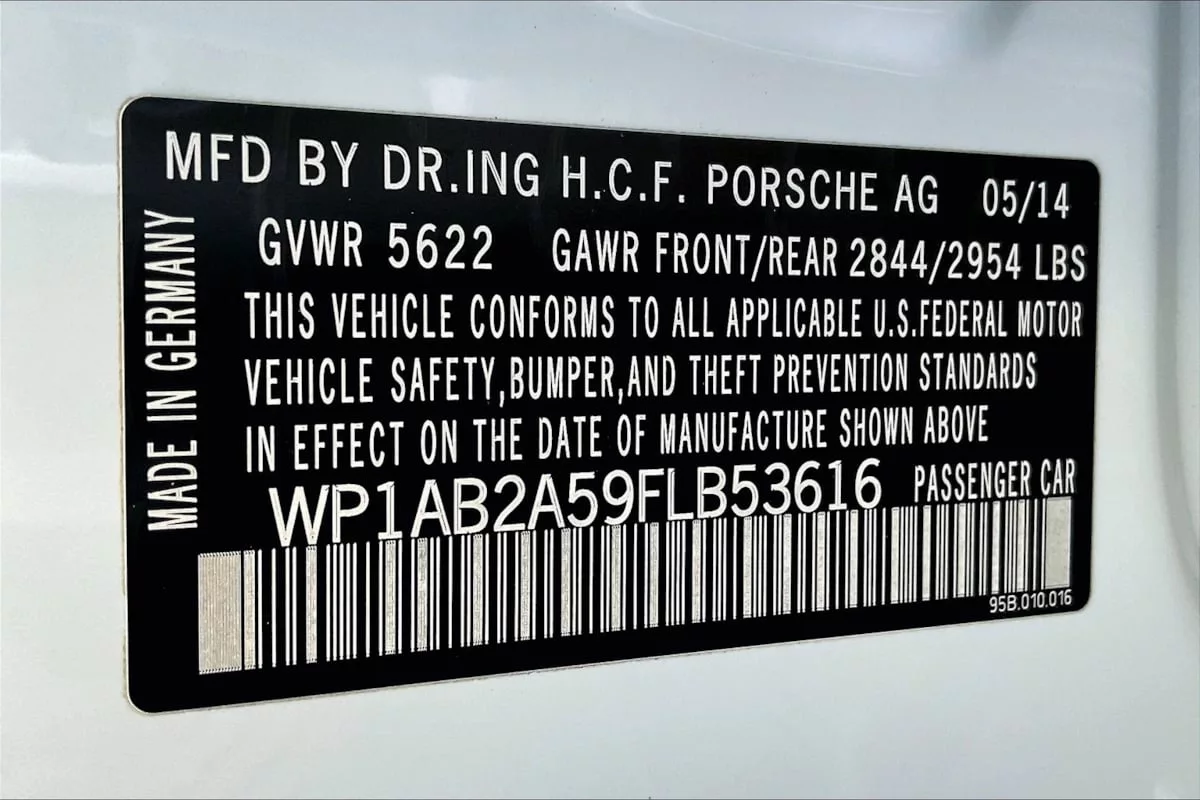 MFD BY DR.ING H.C.F. PORSCHE AG 05/14
GVWR 5622 GAWR FRONT/REAR 2844/2954 LBS
THIS VEHICLE CONFORMS TO ALL APPLICABLE U.S.FEDERAL MOTOR
VEHICLE SAFETY,BUMPER,AND THEFT PREVENTION STANDARDS
IN EFFECT ON THE DATE OF MANUFACTURE SHOWN ABOVE
WP1AB2A59FLB53616 PASSENGER CAR
95B.010.016
MADE IN GERMANY